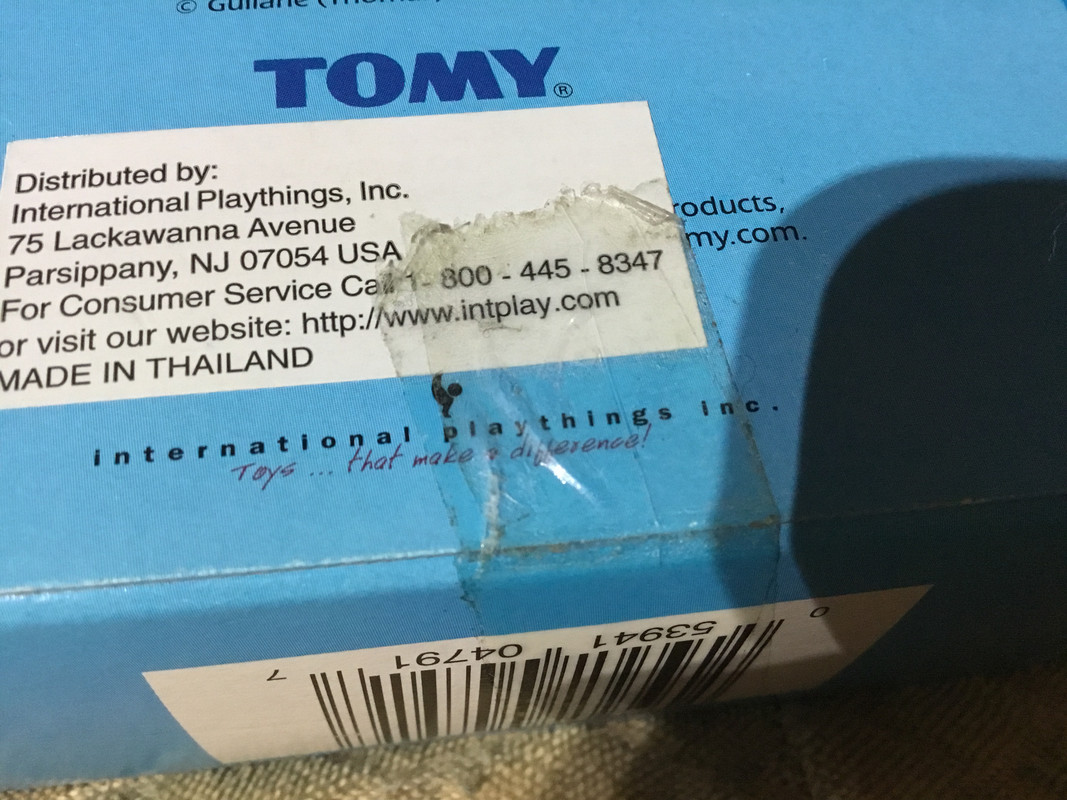 © Gullane
TOMY®
Distributed by:
International Playthings, Inc.
75 Lackawanna Avenue
Parsippany, NJ 07054 USA
For Consumer Service Call 1- 800 - 445 - 8347
or visit our website: http://www.intplay.com
MADE IN THAILAND
roducts,
my.com.
international playthings inc.
Toys ... that make a difference!
0 53941 04791 7